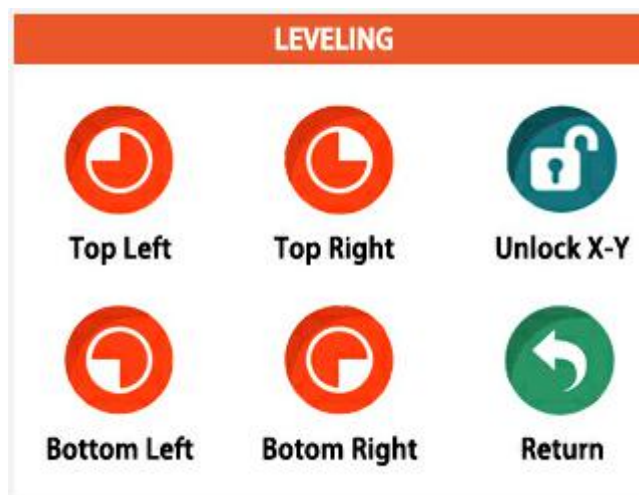 LEVELING
Top Left
Top Right
Unlock X-Y
Bottom Left
Botom Right
Return